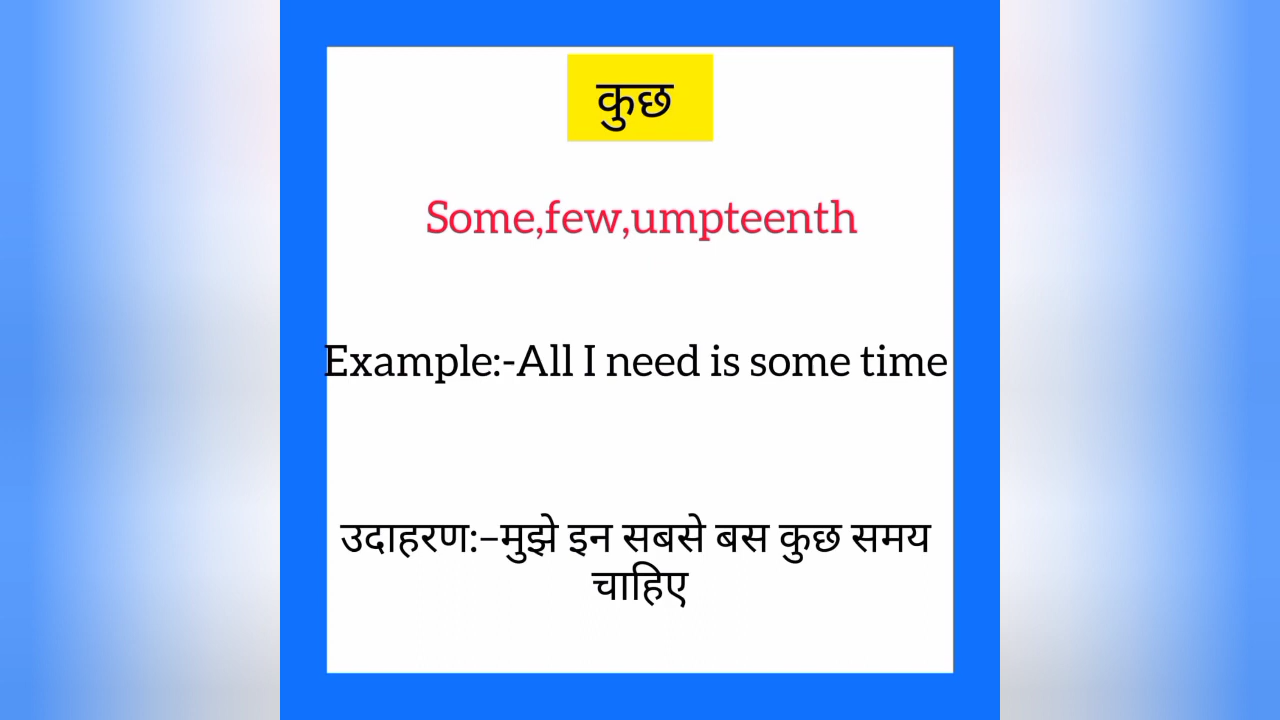 कुछ
Some,few,umpteenth
Example:-All I need is some time
उदाहरण:–मुझे इन सबसे बस कुछ समय
चाहिए